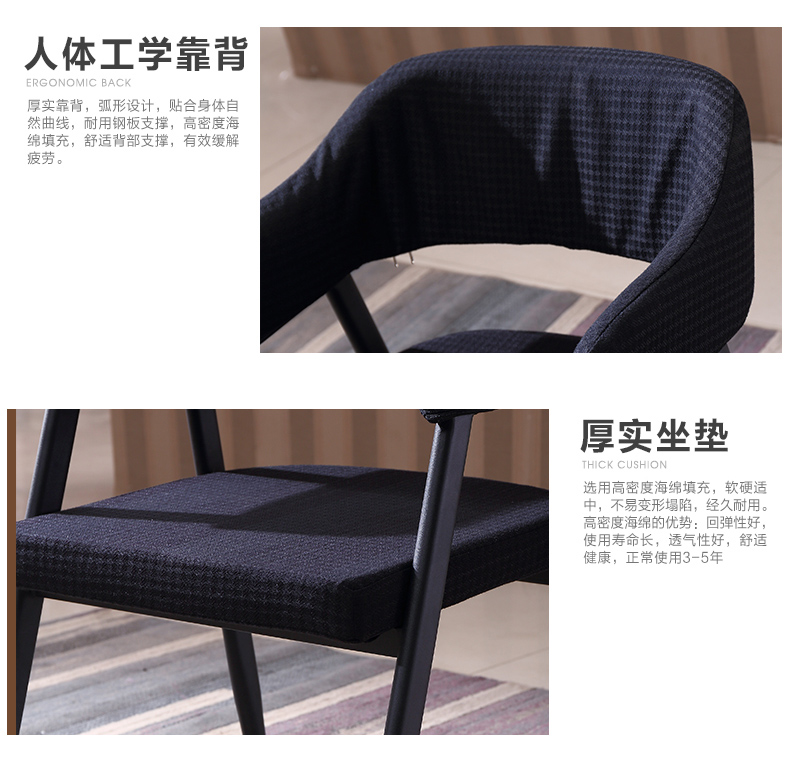 人体工学靠背
ERGONOMIC BACK
厚实靠背，弧形设计，贴合身体自
然曲线，耐用钢板支撑，高密度海
绵填充，舒适背部支撑，有效缓解
疲劳。
厚实坐垫
THICK CUSHION
选用高密度海绵填充，软硬适
中，不易变形塌陷，经久耐用。
高密度海绵的优势：回弹性好，
使用寿命长，透气性好，舒适
健康，正常使用3-5年